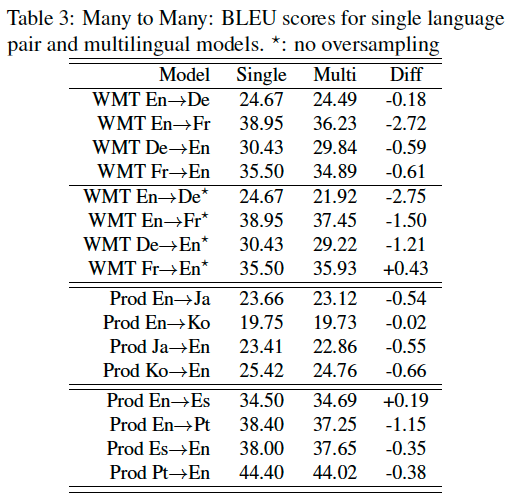 Table 3: Many to Many: BLEU scores for single language
pair and multilingual models. *: no oversampling
Model Single Multi Diff
WMT En→De 24.67 24.49 -0.18
WMT En→Fr 38.95 36.23 -2.72
WMT De→En 30.43 29.84 -0.59
WMT Fr→En 35.50 34.89 -0.61
WMT En→De* 24.67 21.92 -2.75
WMT En→Fr* 38.95 37.45 -1.50
WMT De→En* 30.43 29.22 -1.21
WMT Fr→En* 35.50 35.93 +0.43
Prod En→Ja 23.66 23.12 -0.54
Prod En→Ko 19.75 19.73 -0.02
Prod Ja→En 23.41 22.86 -0.55
Prod Ko→En 25.42 24.76 -0.66
Prod En→Es 34.50 34.69 +0.19
Prod En→Pt 38.40 37.25 -1.15
Prod Es→En 38.00 37.65 -0.35
Prod Pt→En 44.40 44.02 -0.38